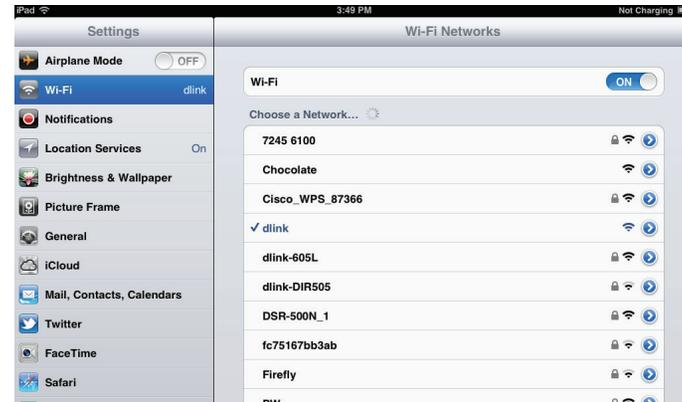 iPad 3:49 PM Not Charging
Settings
Wi-Fi Networks
Airplane Mode OFF
Wi-Fi dlink
Notifications
Location Services On
Brightness & Wallpaper
Picture Frame
General
iCloud
Mail, Contacts, Calendars
Twitter
FaceTime
Safari
Wi-Fi ON
Choose a Network...
7245 6100
Chocolate
Cisco_WPS_87366
dlink
dlink-605L
dlink-DIR505
DSR-500N_1
fc75167bb3ab
Firefly